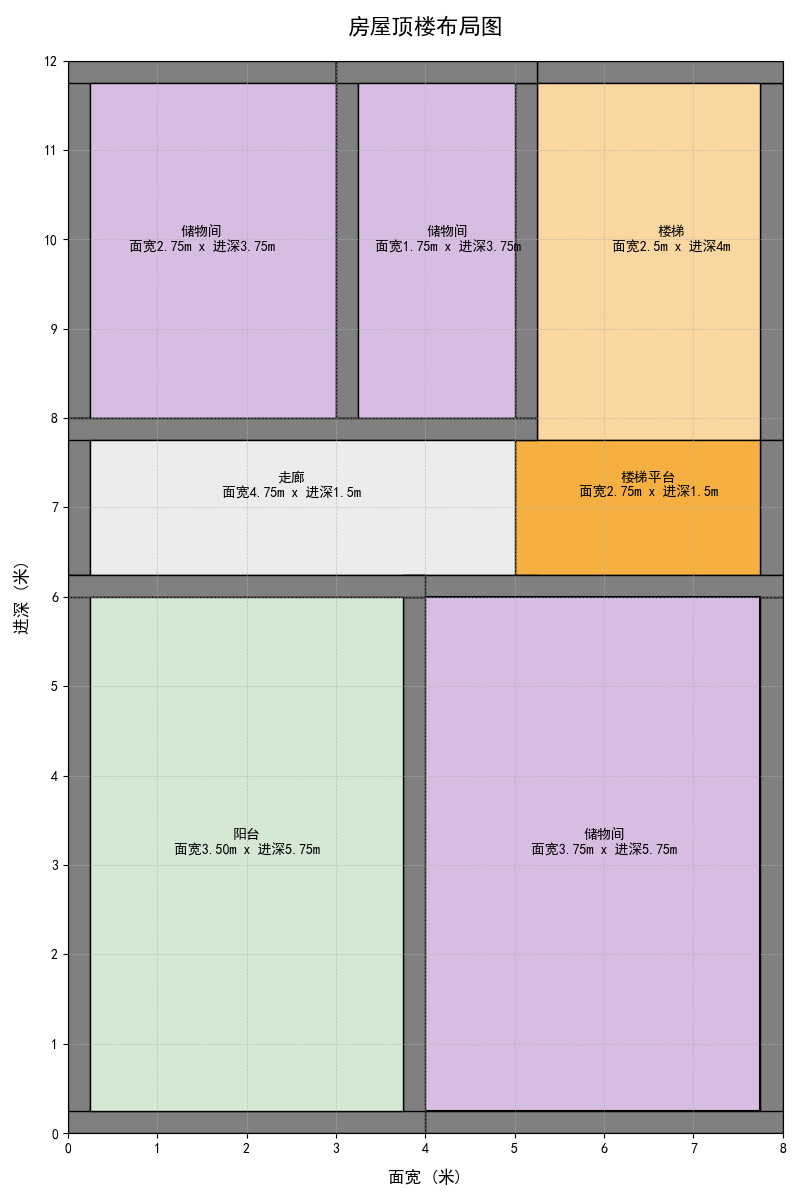 房屋顶楼布局图
12
11
10
9
8
7
6
5
4
3
2
1
0
进深 (米)
储物间
面宽2.75m x 进深3.75m
储物间
面宽1.75m x 进深3.75m
楼梯
面宽2.5m x 进深4m
走廊
面宽4.75m x 进深1.5m
楼梯平台
面宽2.75m x 进深1.5m
阳台
面宽3.50m x 进深5.75m
储物间
面宽3.75m x 进深5.75m
0 1 2 3 4 5 6 7 8
面宽 (米)